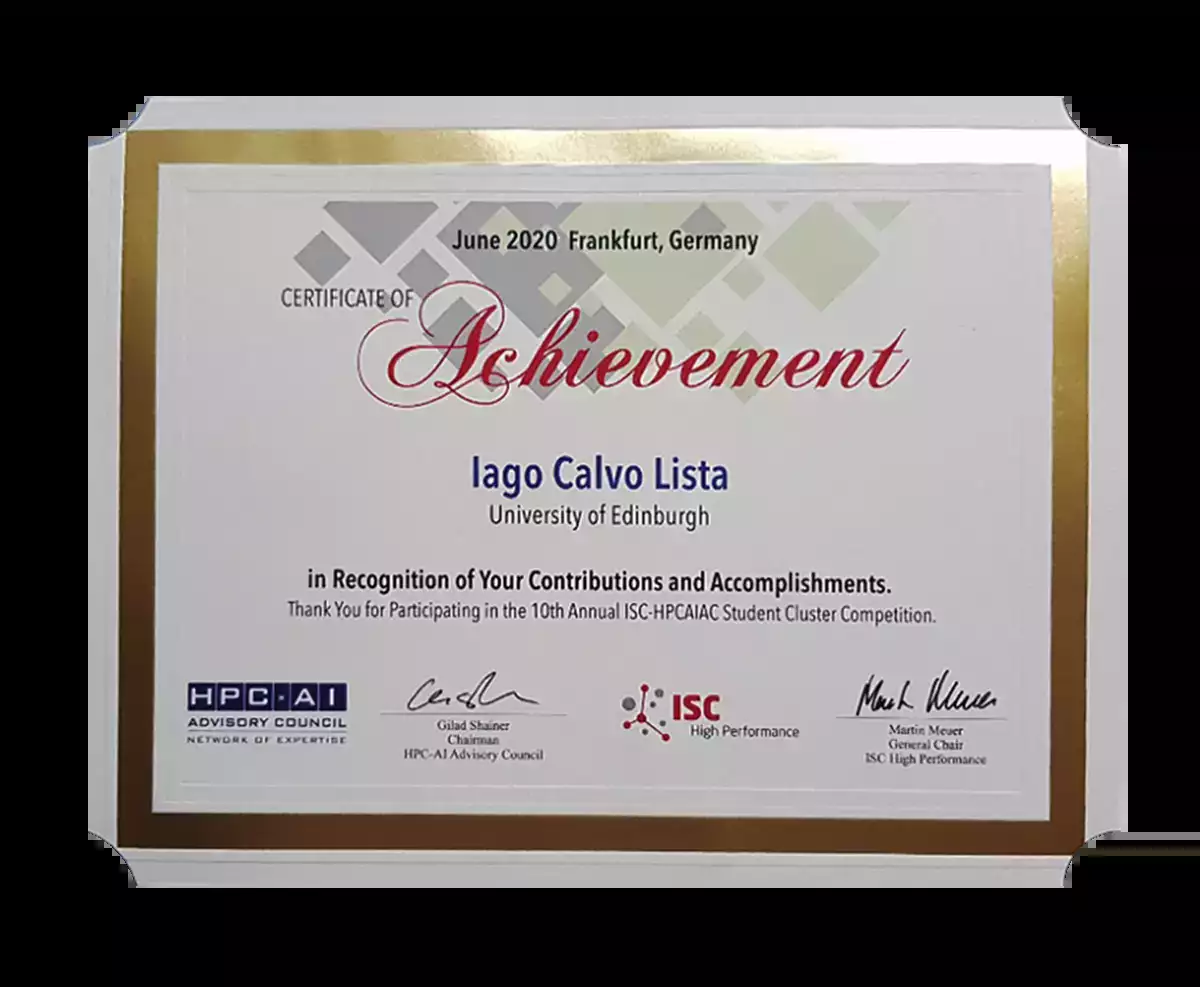 June 2020 Frankfurt, Germany
CERTIFICATE OF
Achievement
Iago Calvo Lista
University of Edinburgh
in Recognition of Your Contributions and Accomplishments.
Thank You for Participating in the 10th Annual ISC-HPCAIAC Student Cluster Competition.
HPC-AI
ADVISORY COUNCIL
NETWORK OF EXPERTISE
Gilad Shainer
Chairman
HPC-AI Advisory Council
ISC
High Performance
Martin Meuer
General Chair
ISC High Performance